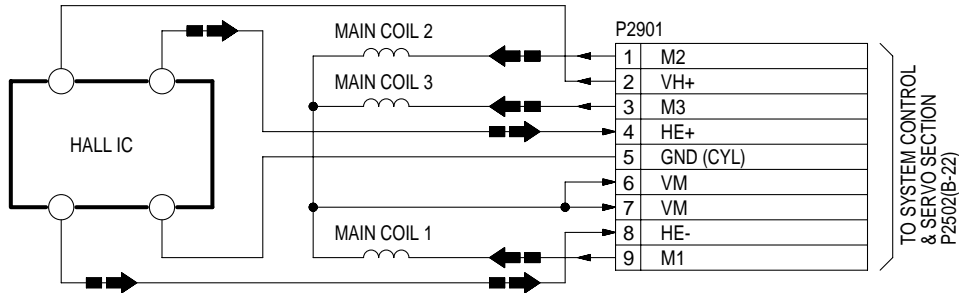 P2901
MAIN COIL 2
1 M2
2 VH+
MAIN COIL 3
3 M3
4 HE+
HALL IC
5 GND (CYL)
6 VM
7 VM
MAIN COIL 1
8 HE-
9 M1
TO SYSTEM CONTROL
& SERVO SECTION
P2502(B-22)